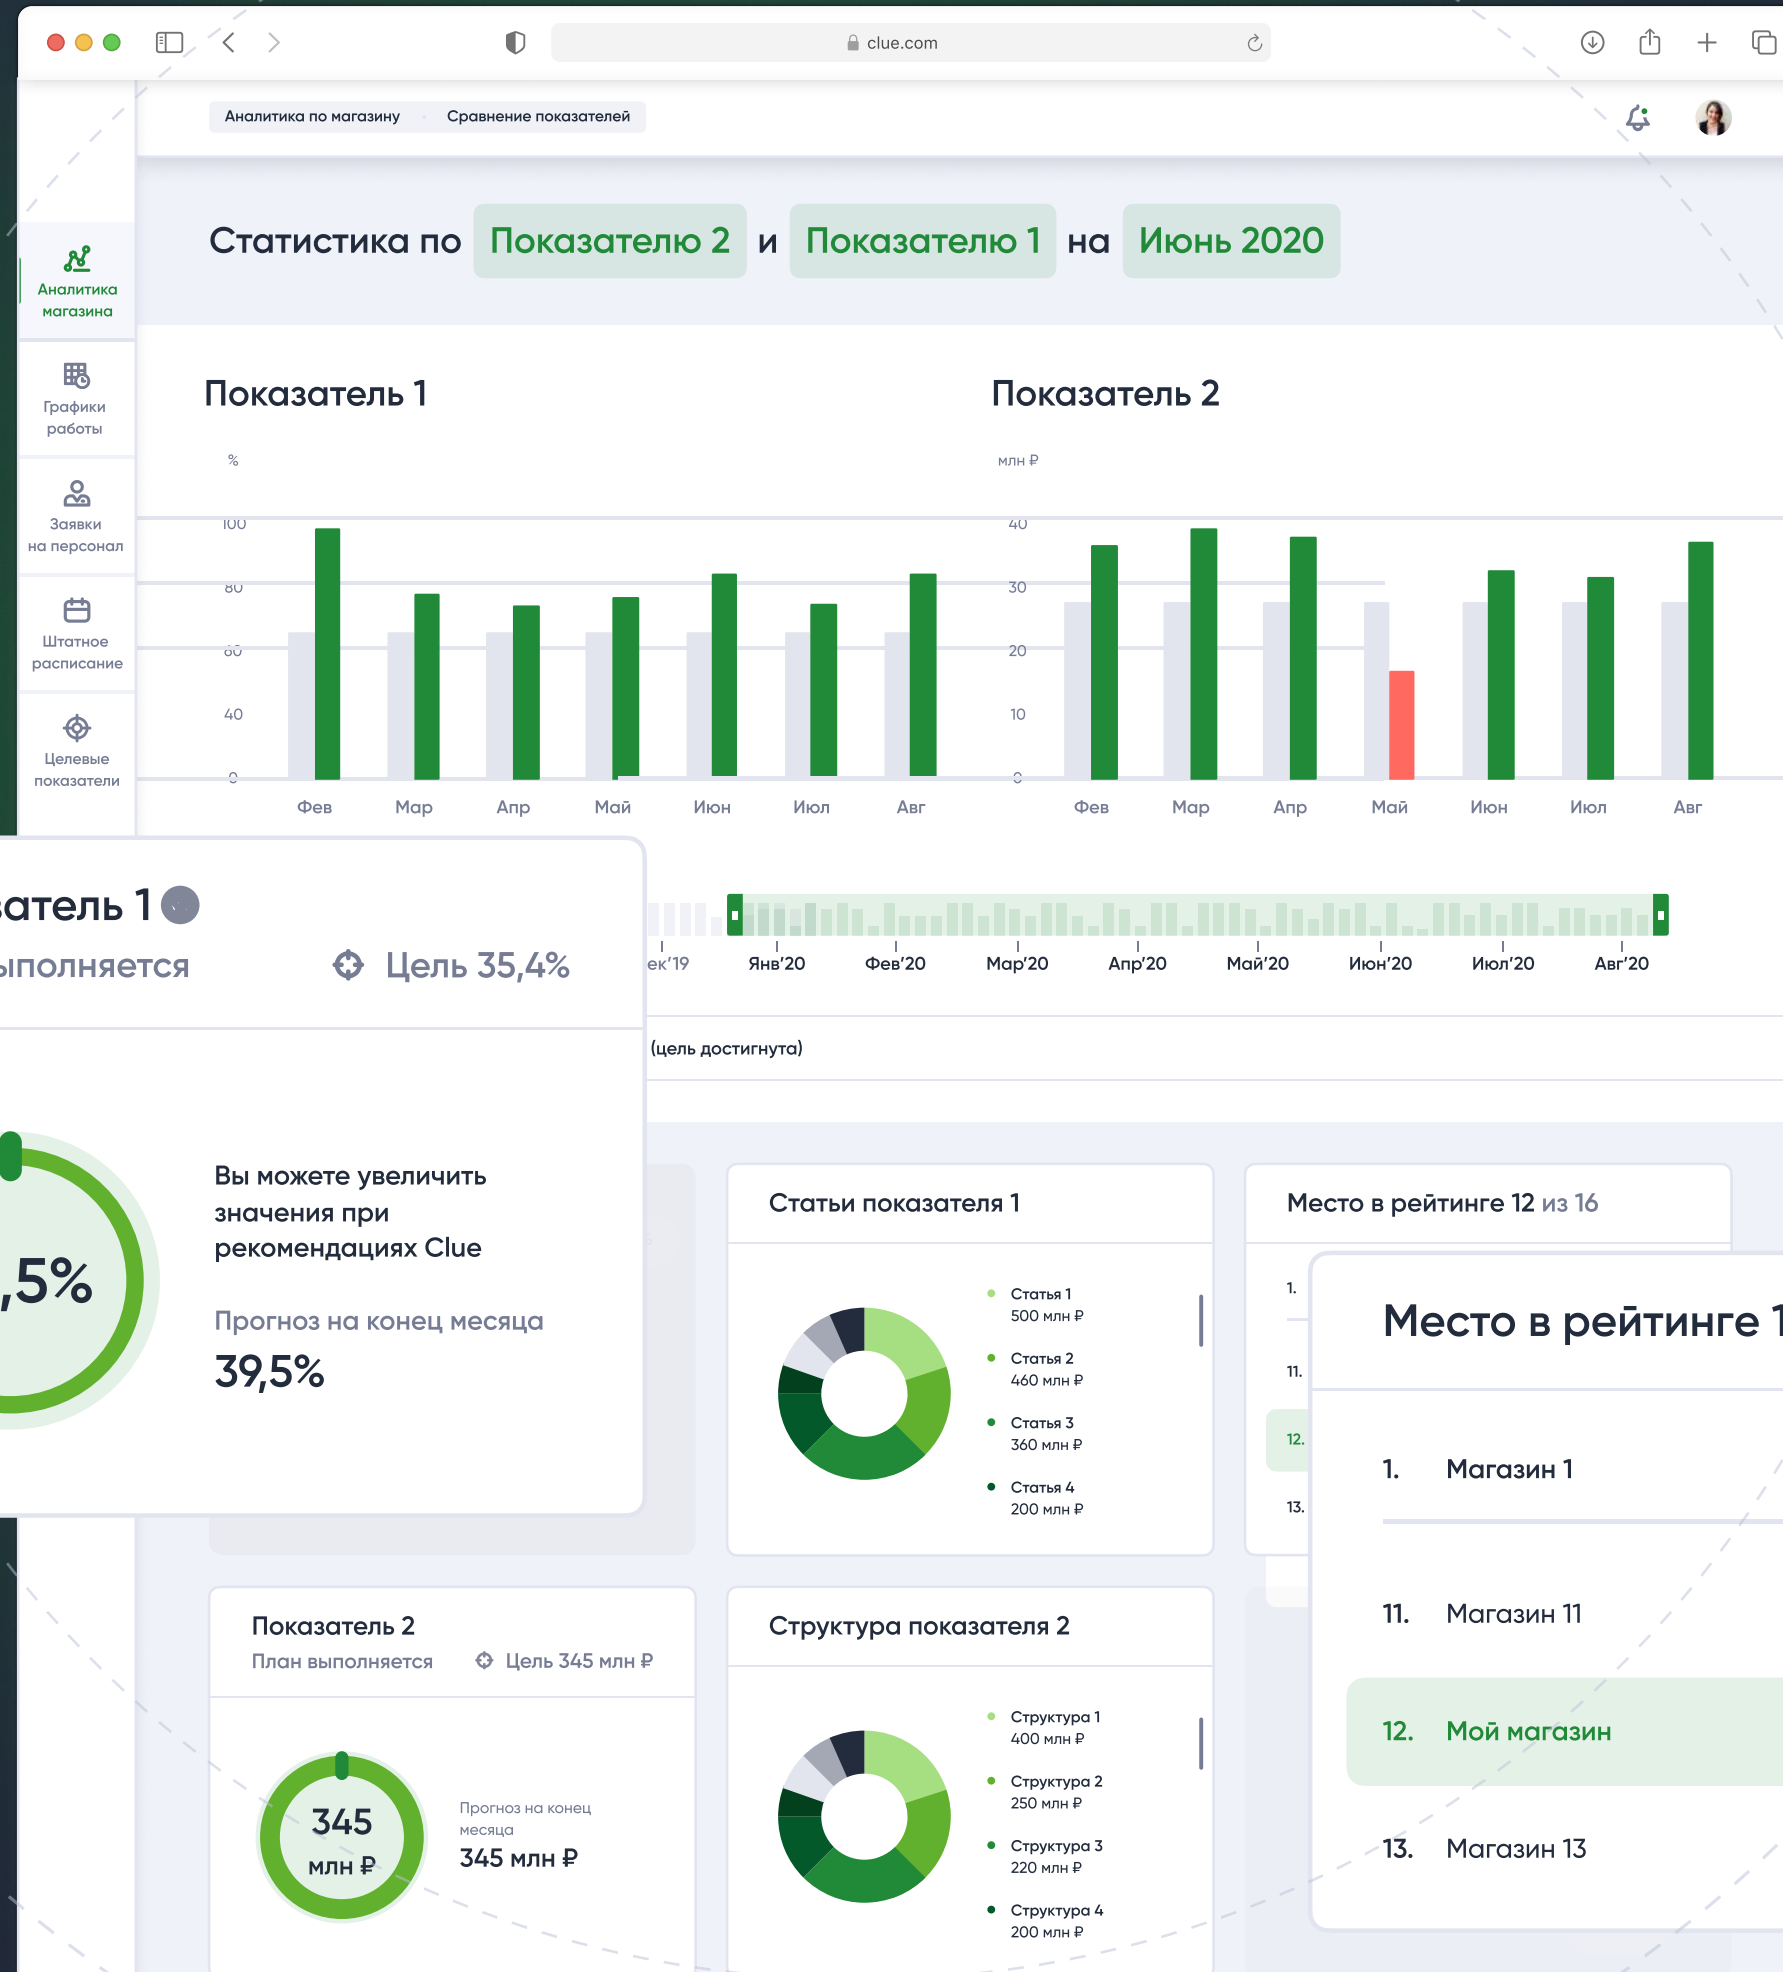 clue.com
Аналитика по магазину
Сравнение показателей
Статистика по Показателю 2 и Показателю 1 на Июнь 2020
Аналитика
магазина
Графики
работы
Заявки
на персонал
Штатное
расписание
Целевые
показатели
Показатель 1
%
100
80
60
40
0
Фев Мар Апр Май Июн Июл Авг
Показатель 2
млн ₽
40
30
20
10
0
Фев Мар Апр Май Июн Июл Авг
ек'19 Янв'20 Фев'20 Мар'20 Апр'20 Май'20 Июн'20 Июл'20 Авг'20
(цель достигнута)
затель 1
ыполняется
Цель 35,4%
,5%
Вы можете увеличить
значения при
рекомендациях Clue
Прогноз на конец месяца
39,5%
Статьи показателя 1
Статья 1
500 млн ₽
Статья 2
460 млн ₽
Статья 3
360 млн ₽
Статья 4
200 млн ₽
Место в рейтинге 12 из 16
1.
11.
12.
13.
Место в рейтинге 1
1. Магазин 1
11. Магазин 11
12. Мой магазин
13. Магазин 13
Показатель 2
План выполняется
Цель 345 млн ₽
345
млн ₽
Прогноз на конец
месяца
345 млн ₽
Структура показателя 2
Структура 1
400 млн ₽
Структура 2
250 млн ₽
Структура 3
220 млн ₽
Структура 4
200 млн ₽